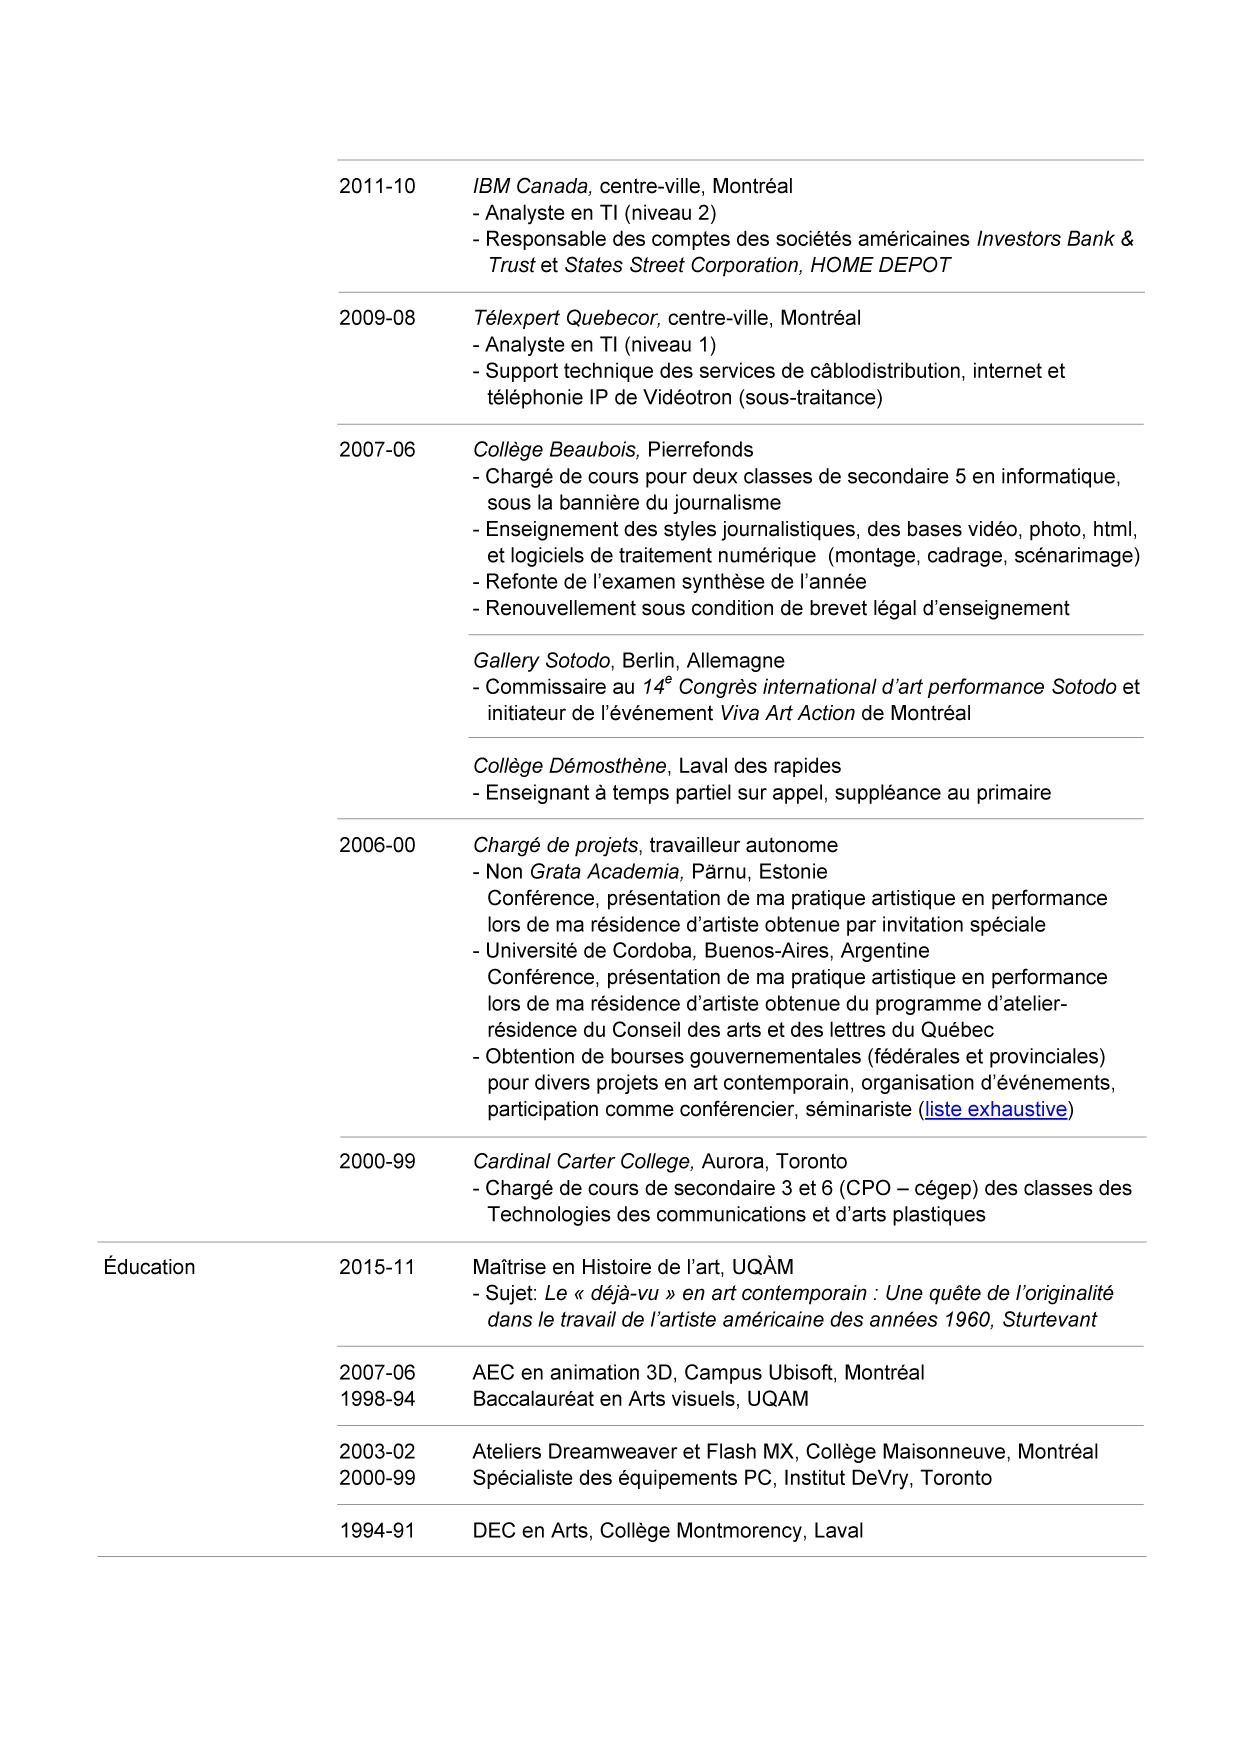 2011-10 IBM Canada, centre-ville, Montréal
- Analyste en TI (niveau 2)
- Responsable des comptes des sociétés américaines Investors Bank &
Trust et States Street Corporation, HOME DEPOT
2009-08 Télexpert Quebecor, centre-ville, Montréal
- Analyste en TI (niveau 1)
- Support technique des services de câblodistribution, internet et
téléphonie IP de Vidéotron (sous-traitance)
2007-06 Collège Beaubois, Pierrefonds
- Chargé de cours pour deux classes de secondaire 5 en informatique,
sous la bannière du journalisme
- Enseignement des styles journalistiques, des bases vidéo, photo, html,
et logiciels de traitement numérique  (montage, cadrage, scénarimage)
- Refonte de l’examen synthèse de l’année
- Renouvellement sous condition de brevet légal d’enseignement
Gallery Sotodo, Berlin, Allemagne
- Commissaire au 14e Congrès international d’art performance Sotodo et
initiateur de l’événement Viva Art Action de Montréal
Collège Démosthène, Laval des rapides
- Enseignant à temps partiel sur appel, suppléance au primaire
2006-00 Chargé de projets, travailleur autonome
- Non Grata Academia, Pärnu, Estonie
Conférence, présentation de ma pratique artistique en performance
lors de ma résidence d’artiste obtenue par invitation spéciale
- Université de Cordoba, Buenos-Aires, Argentine
Conférence, présentation de ma pratique artistique en performance
lors de ma résidence d’artiste obtenue du programme d’atelier-
résidence du Conseil des arts et des lettres du Québec
- Obtention de bourses gouvernementales (fédérales et provinciales)
pour divers projets en art contemporain, organisation d’événements,
participation comme conférencier, séminariste (liste exhaustive)
2000-99 Cardinal Carter College, Aurora, Toronto
- Chargé de cours de secondaire 3 et 6 (CPO – cégep) des classes des
Technologies des communications et d’arts plastiques
Éducation 2015-11 Maîtrise en Histoire de l’art, UQÀM
- Sujet: Le « déjà-vu » en art contemporain : Une quête de l’originalité
dans le travail de l’artiste américaine des années 1960, Sturtevant
2007-06 AEC en animation 3D, Campus Ubisoft, Montréal
1998-94 Baccalauréat en Arts visuels, UQAM
2003-02 Ateliers Dreamweaver et Flash MX, Collège Maisonneuve, Montréal
2000-99 Spécialiste des équipements PC, Institut DeVry, Toronto
1994-91 DEC en Arts, Collège Montmorency, Laval